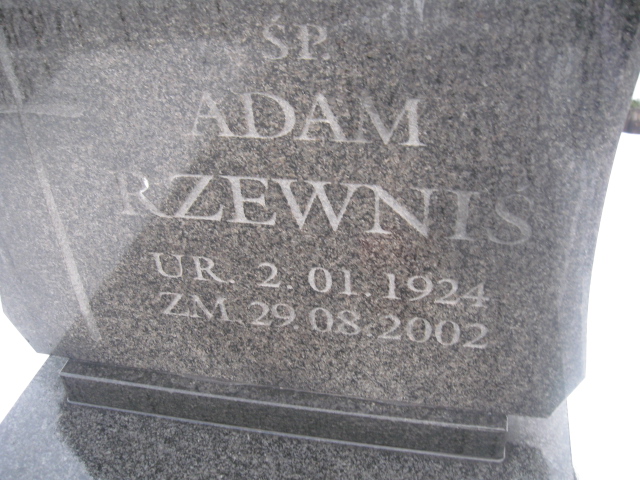 ŚP.
ADAM
RZEWNIS
UR. 2.01.1924
ZM.29.08.2002